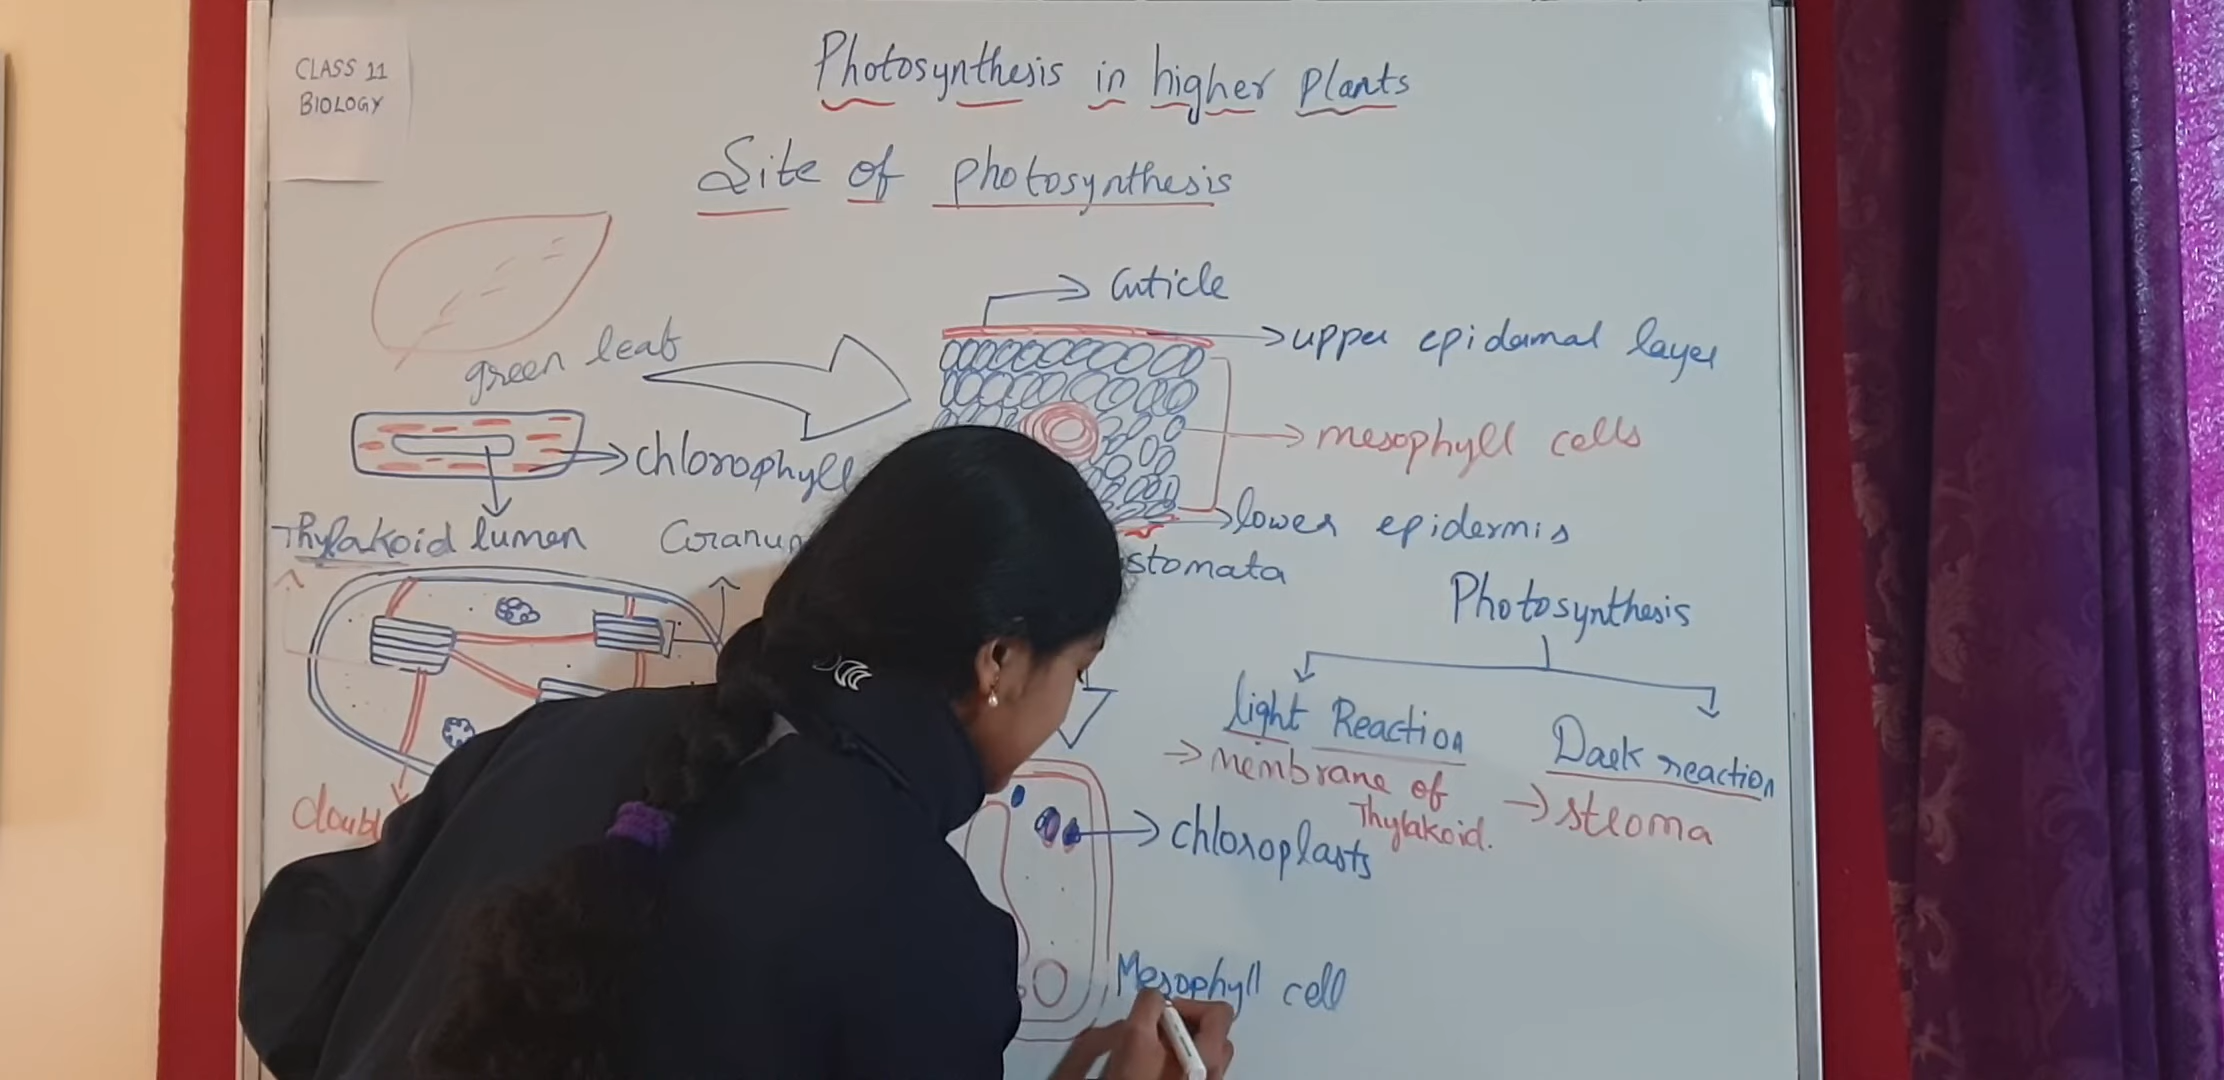 CLASS 11
BIOLOGY
Photosynthesis in higher Plants
Site of photosynthesis
Cuticle
upper epidermal layer
green leaf
mesophyll cells
chlorophyll
lower epidermis
Thylakoid lumen
stomata
Photosynthesis
light Reaction
→ membrane of
Thylakoid.
Dark reaction
→ stroma
chloroplasts
Mesophyll cell